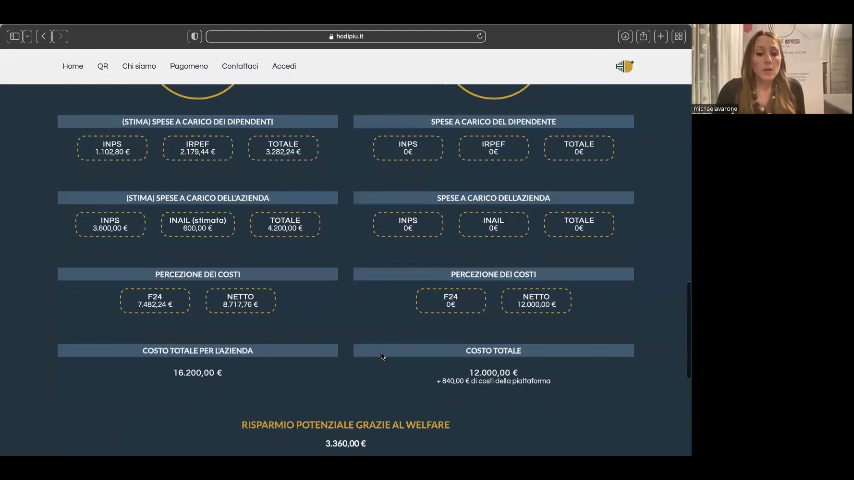 hodipiu.it
Home QR Chi siamo Pagomeno Contattaci Accedi
michaelavarone
(STIMA) SPESE A CARICO DEI DIPENDENTI
INPS IRPEF TOTALE
1.102,80 € 2.179,44 € 3.282,24 €
(STIMA) SPESE A CARICO DELL'AZIENDA
INPS INAIL (stimata) TOTALE
3.600,00 € 600,00 € 4.200,00 €
PERCEZIONE DEI COSTI
F24 NETTO
7.482,24 € 8.717,76 €
COSTO TOTALE PER L'AZIENDA
16.200,00 €
SPESE A CARICO DEL DIPENDENTE
INPS IRPEF TOTALE
0€ 0€ 0€
SPESE A CARICO DELL'AZIENDA
INPS INAIL TOTALE
0€ 0€ 0€
PERCEZIONE DEI COSTI
F24 NETTO
0€ 12.000,00 €
COSTO TOTALE
12.000,00 €
+ 840,00 € di costi della piattaforma
RISPARMIO POTENZIALE GRAZIE AL WELFARE
3.360,00 €